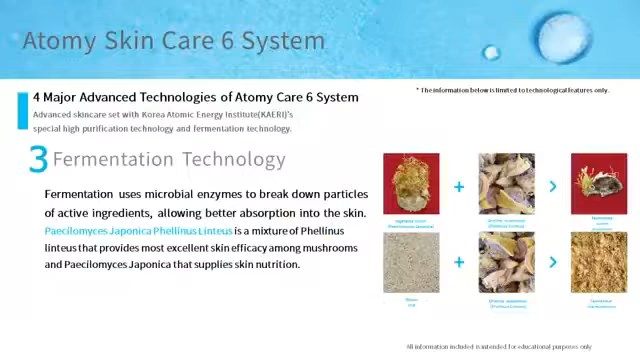 Atomy Skin Care 6 System
4 Major Advanced Technologies of Atomy Care 6 System
* The information below is limited to technological features only.
Advanced skincare set with Korea Atomic Energy Institute(KAERI)'s
special high purification technology and fermentation technology.
3 Fermentation Technology
Fermentation uses microbial enzymes to break down particles
of active ingredients, allowing better absorption into the skin.
Paecilomyces Japonica Phellinus Linteus is a mixture of Phellinus
linteus that provides most excellent skin efficacy among mushrooms
and Paecilomyces Japonica that supplies skin nutrition.
+
>
+
>
All information included is intended for educational purposes only